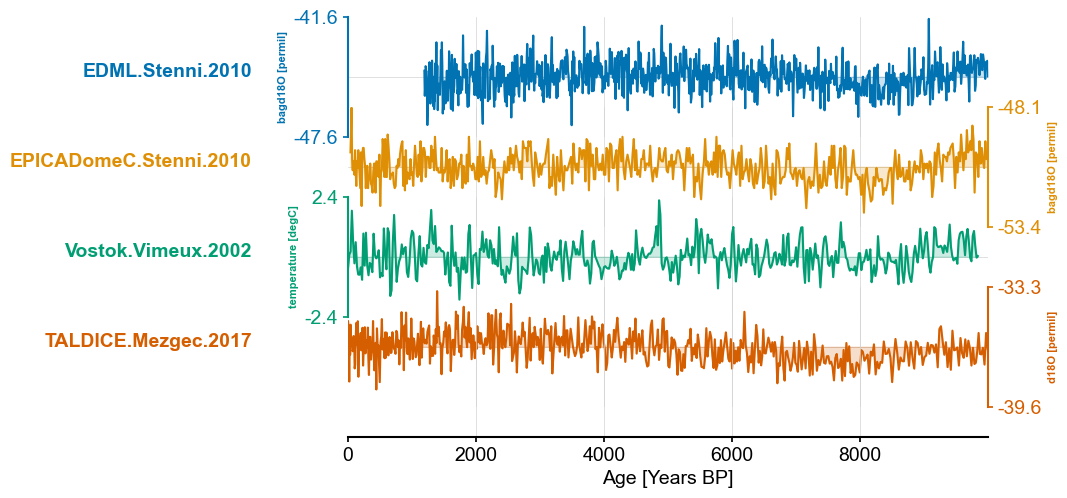 -41.6
EDML.Stenni.2010
bagd18O [permil]
-47.6
-48.1
EPICADomeC.Stenni.2010
bagd18O [permil]
-53.4
2.4
Vostok.Vimeux.2002
temperature [degC]
-2.4
-33.3
TALDICE.Mezgec.2017
d18O [permil]
-39.6
0 2000 4000 6000 8000
Age [Years BP]